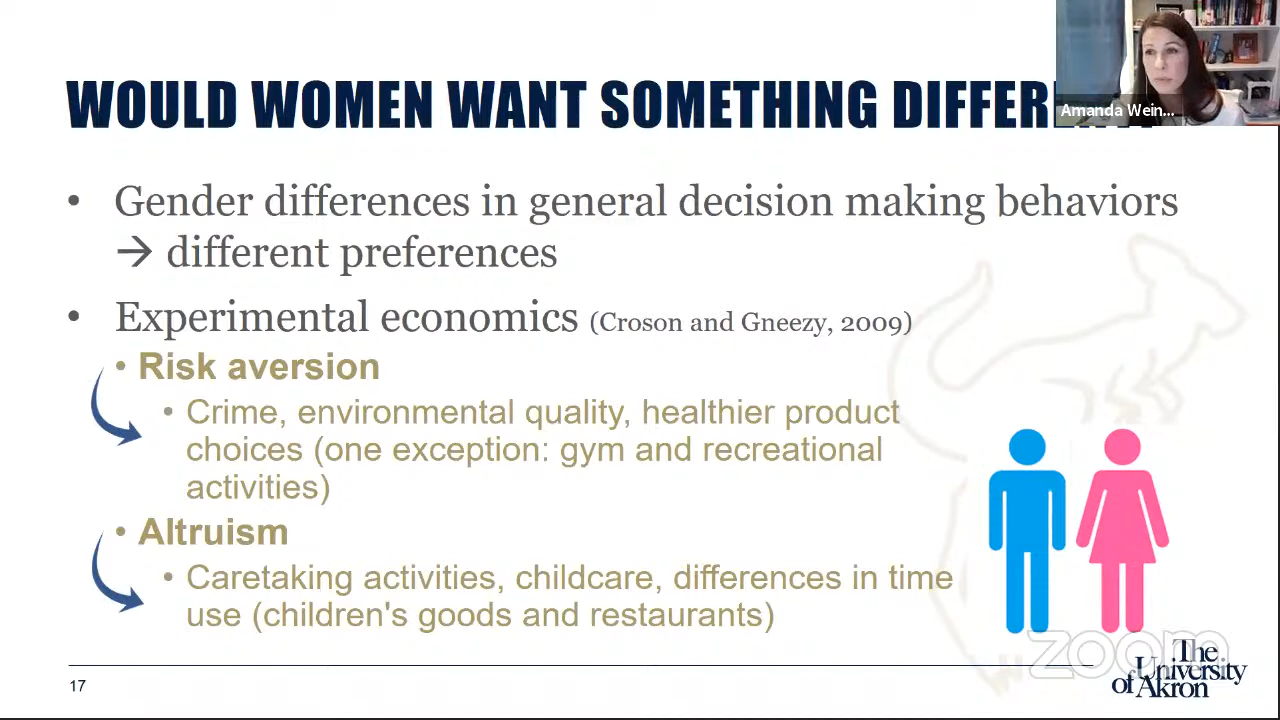 WOULD WOMEN WANT SOMETHING DIFFER
Amanda Wein...
• Gender differences in general decision making behaviors
→ different preferences
• Experimental economics (Croson and Gneezy, 2009)
• Risk aversion
• Crime, environmental quality, healthier product
choices (one exception: gym and recreational
activities)
• Altruism
• Caretaking activities, childcare, differences in time
use (children's goods and restaurants)
zoom
The
University
of Akron
17